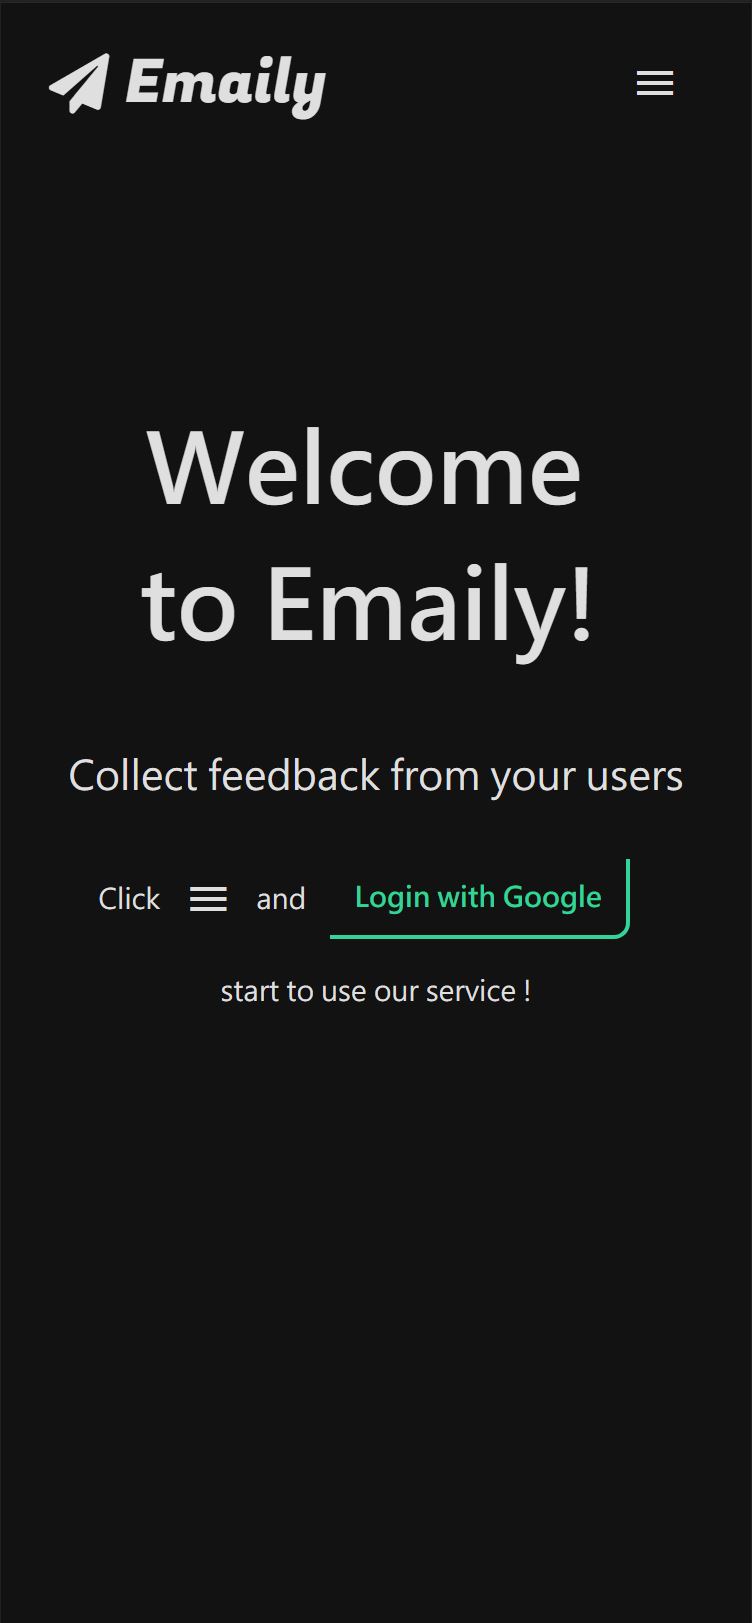 Emaily
Welcome
to Emaily!
Collect feedback from your users
Click and Login with Google
start to use our service !